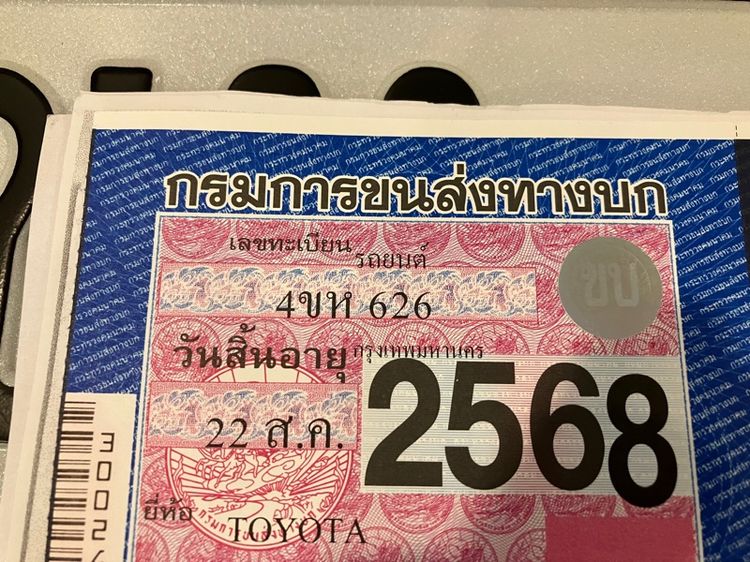 กรมการขนส่งทางบก
เลขทะเบียน รถยนต์
ขบ
4ขห 626
วันสิ้นอายุ กรุงเทพมหานคร
22 ส.ค. 2568
ยี่ห้อ TOYOTA
3002